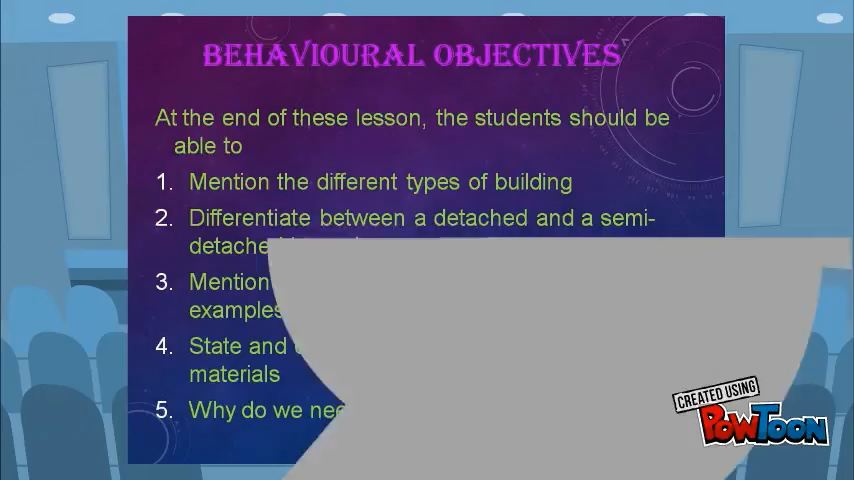 BEHAVIOURAL OBJECTIVES
At the end of these lesson, the students should be
able to
1. Mention the different types of building
2. Differentiate between a detached and a semi-
detached
3. Mention
examples
4. State and
materials
5. Why do we
CREATED USING
POWTOON